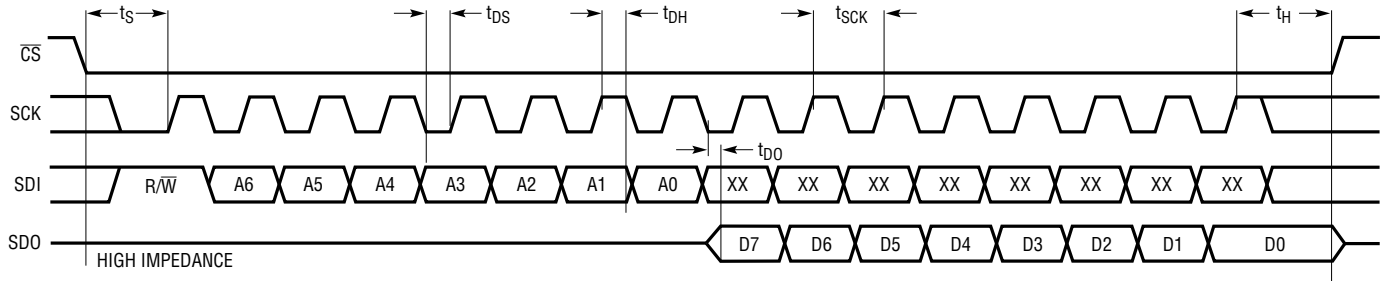 tS tDS tDH tSCK tH
CS
SCK
tDO
SDI R/W A6 A5 A4 A3 A2 A1 A0 XX XX XX XX XX XX XX XX
SDO D7 D6 D5 D4 D3 D2 D1 D0
HIGH IMPEDANCE